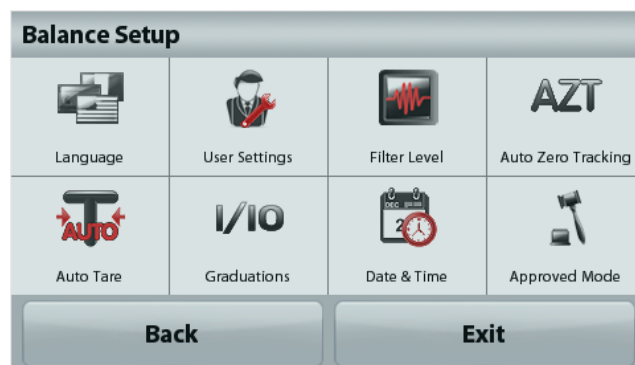 Balance Setup
AZT
Language
User Settings
Filter Level
Auto Zero Tracking
AUTO
I/IO
DEC
2
Auto Tare
Graduations
Date & Time
Approved Mode
Back
Exit